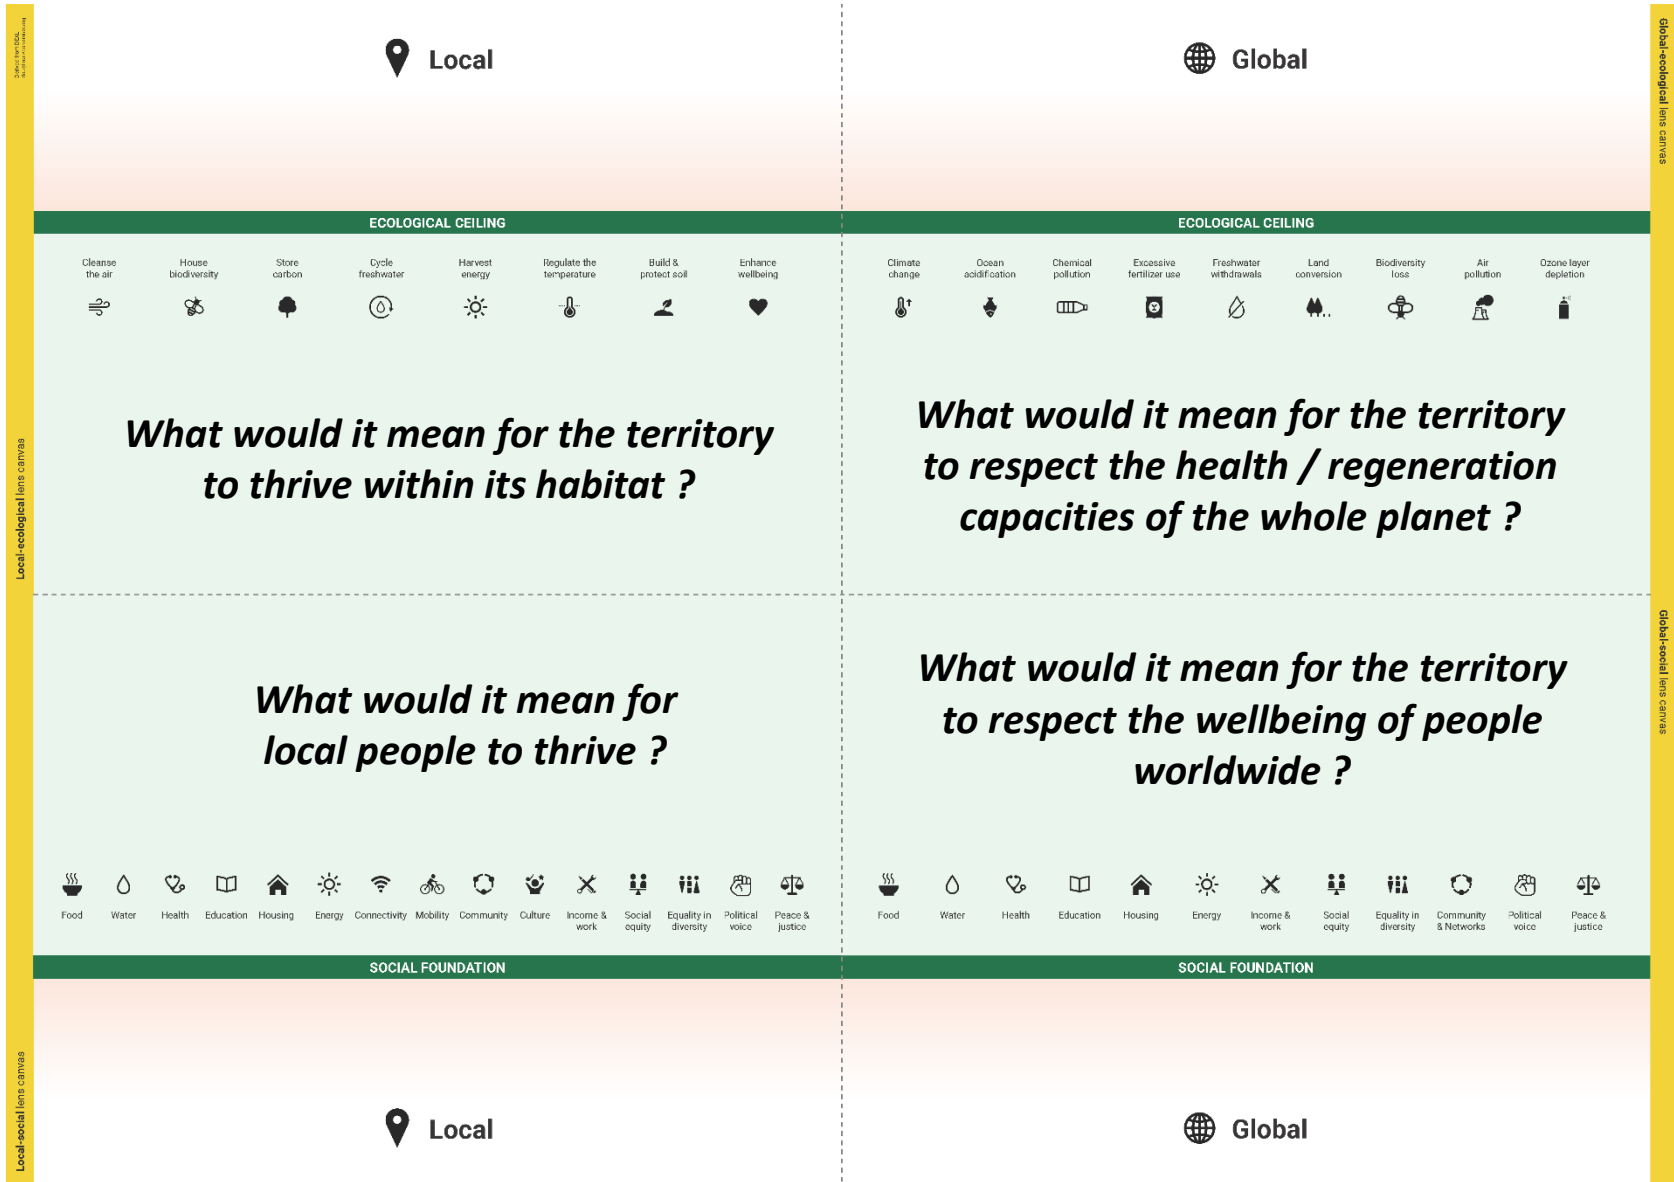 Local
Global
Global-ecological lens canvas
ECOLOGICAL CEILING
ECOLOGICAL CEILING
Cleanse
the air
House
biodiversity
Store
carbon
Cycle
freshwater
Harvest
energy
Regulate the
temperature
Build &
protect soil
Enhance
wellbeing
Climate
change
Ocean
acidification
Chemical
pollution
Excessive
fertilizer use
Freshwater
withdrawals
Land
conversion
Biodiversity
loss
Air
pollution
Ozone layer
depletion
Local-ecological lens canvas
What would it mean for the territory
to thrive within its habitat ?
What would it mean for the territory
to respect the health / regeneration
capacities of the whole planet ?
What would it mean for
local people to thrive ?
What would it mean for the territory
to respect the wellbeing of people
worldwide ?
Global-social lens canvas
Food
Water
Health
Education
Housing
Energy
Connectivity
Mobility
Community
Culture
Income &
work
Social
equity
Equality in
diversity
Political
voice
Peace &
justice
Food
Water
Health
Education
Housing
Energy
Income &
work
Social
equity
Equality in
diversity
Community
& Networks
Political
voice
Peace &
justice
SOCIAL FOUNDATION
SOCIAL FOUNDATION
Local-social lens canvas
Local
Global